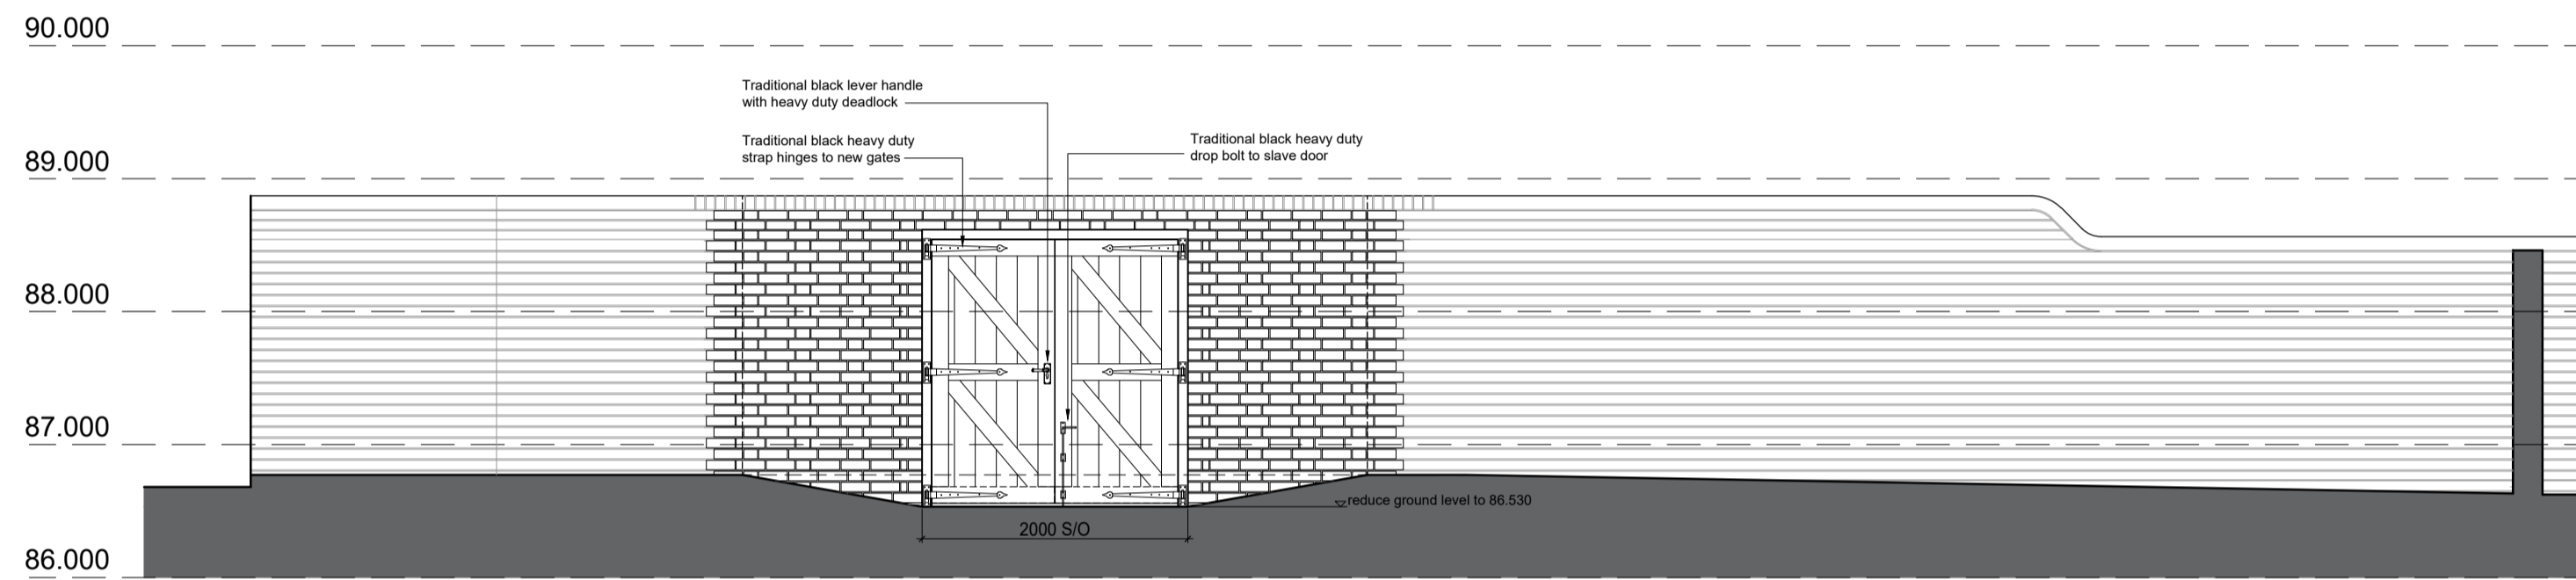 90.000
Traditional black lever handle
with heavy duty deadlock
Traditional black heavy duty
strap hinges to new gates
Traditional black heavy duty
drop bolt to slave door
89.000
88.000
87.000
reduce ground level to 86.530
2000 S/O
86.000